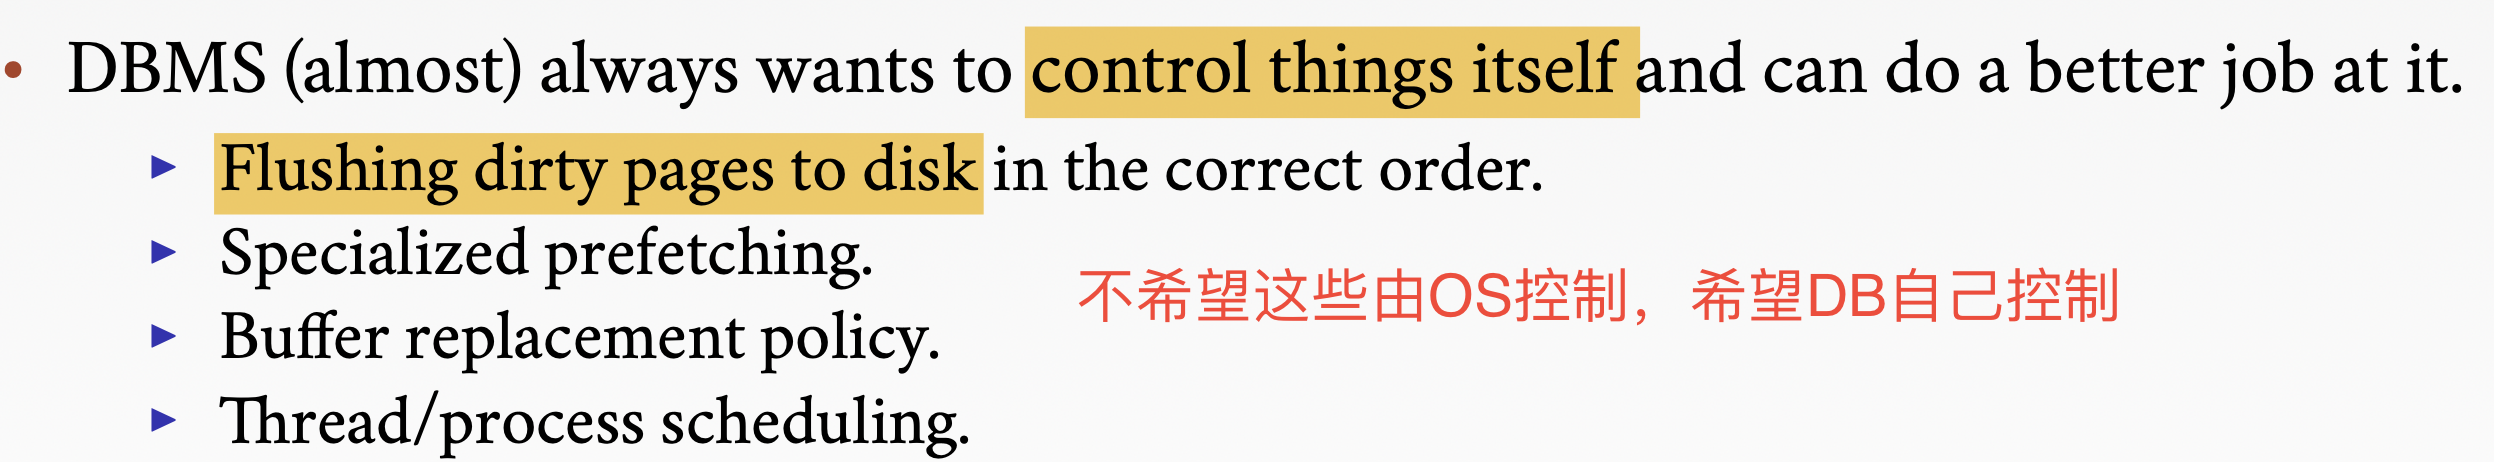 • DBMS (almost) always wants to control things itself and can do a better job at it.
▶ Flushing dirty pages to disk in the correct order.
▶ Specialized prefetching.
不希望这些由OS控制，希望DB自己控制
▶ Buffer replacement policy.
▶ Thread/process scheduling.